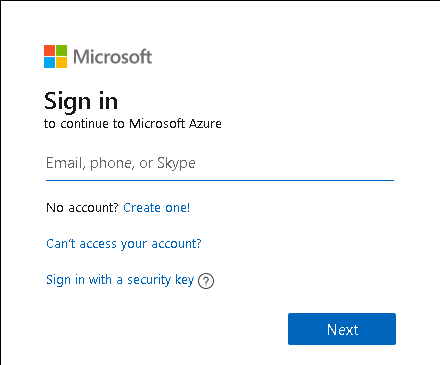 Microsoft
Sign in
to continue to Microsoft Azure
Email, phone, or Skype
No account? Create one!
Can't access your account?
Sign in with a security key ?
Next